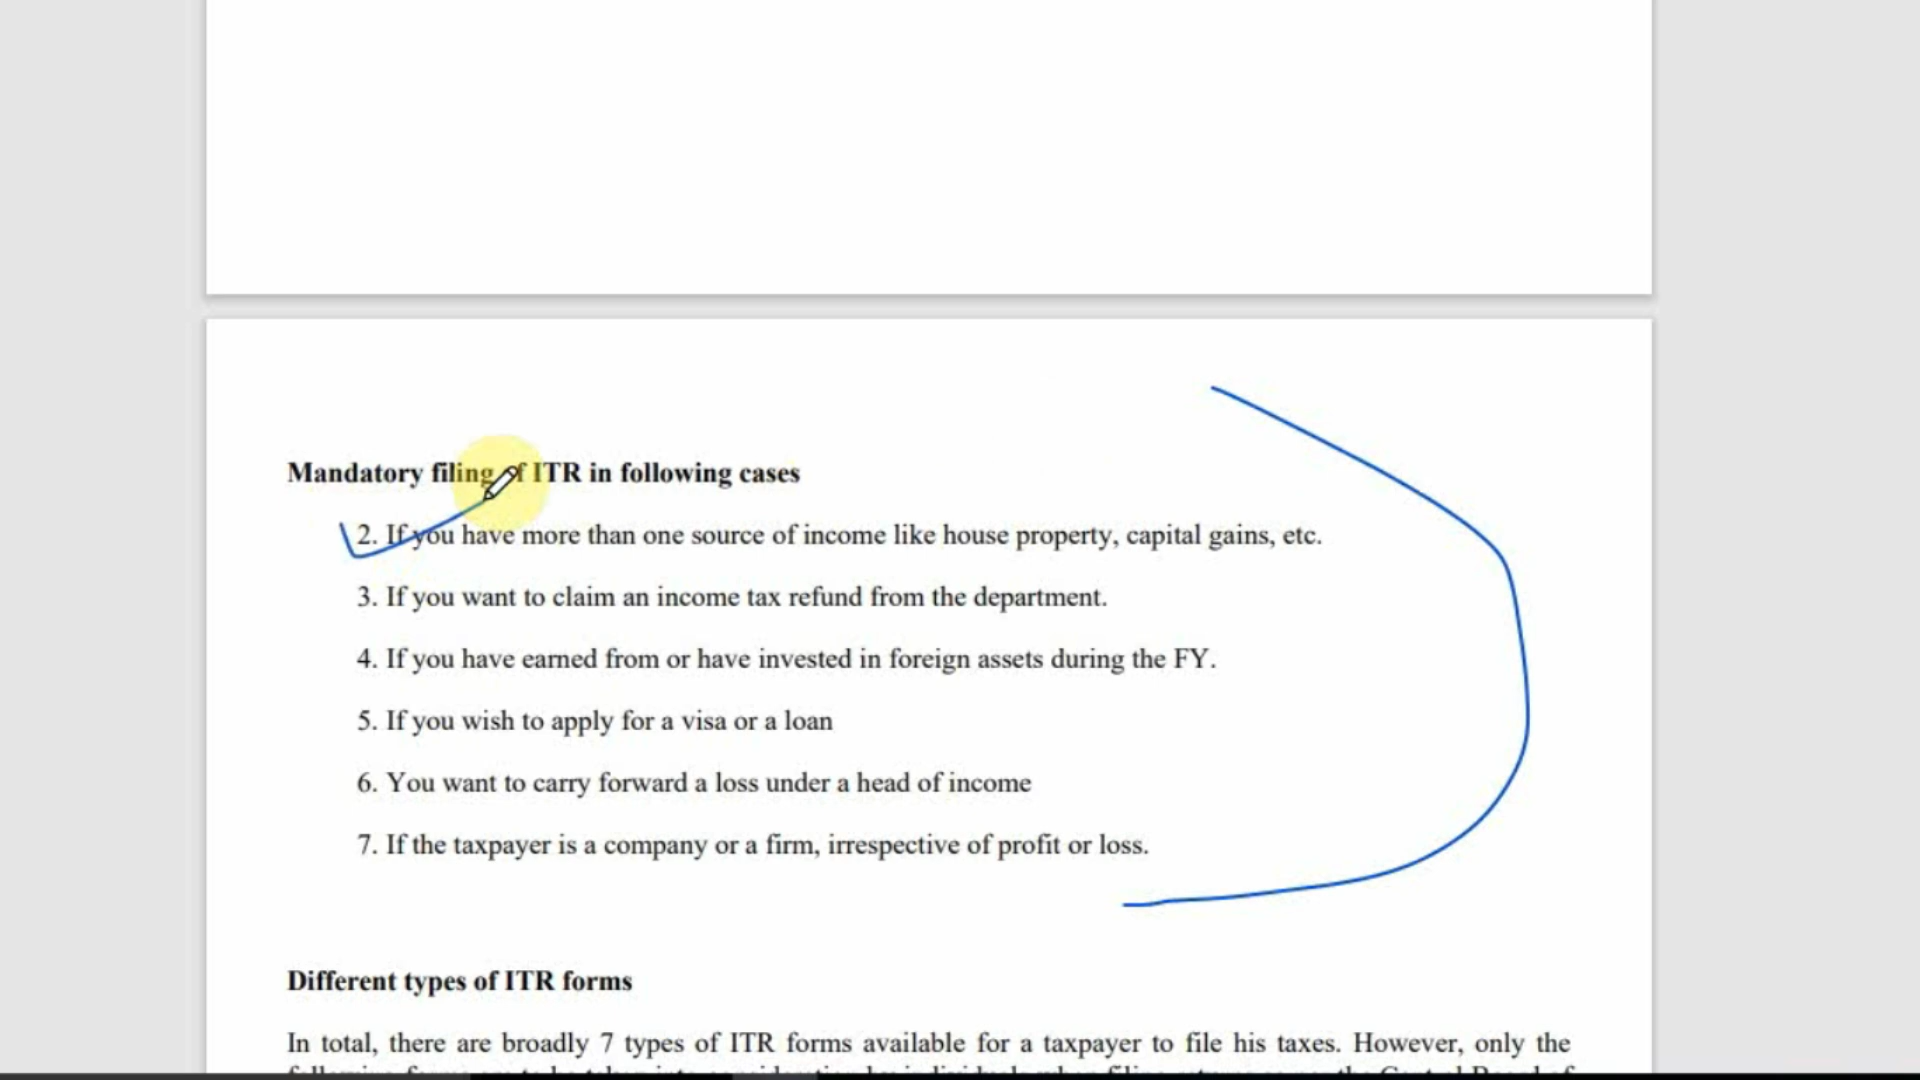 Mandatory filing of ITR in following cases
2. If you have more than one source of income like house property, capital gains, etc.
3. If you want to claim an income tax refund from the department.
4. If you have earned from or have invested in foreign assets during the FY.
5. If you wish to apply for a visa or a loan
6. You want to carry forward a loss under a head of income
7. If the taxpayer is a company or a firm, irrespective of profit or loss.
Different types of ITR forms
In total, there are broadly 7 types of ITR forms available for a taxpayer to file his taxes. However, only the